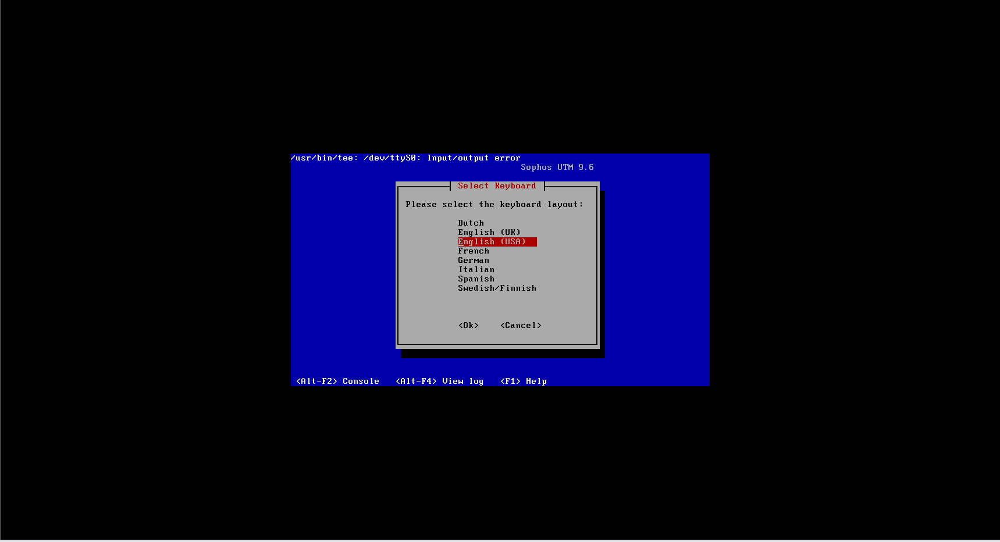 /usr/bin/tee: /dev/ttyS0: Input/output error
Sophos UTM 9.6
Select Keyboard
Please select the keyboard layout:
Dutch
English (UK)
English (USA)
French
German
Italian
Spanish
Swedish/Finnish
<Ok> <Cancel>
<Alt-F2> Console <Alt-F4> View log <F1> Help